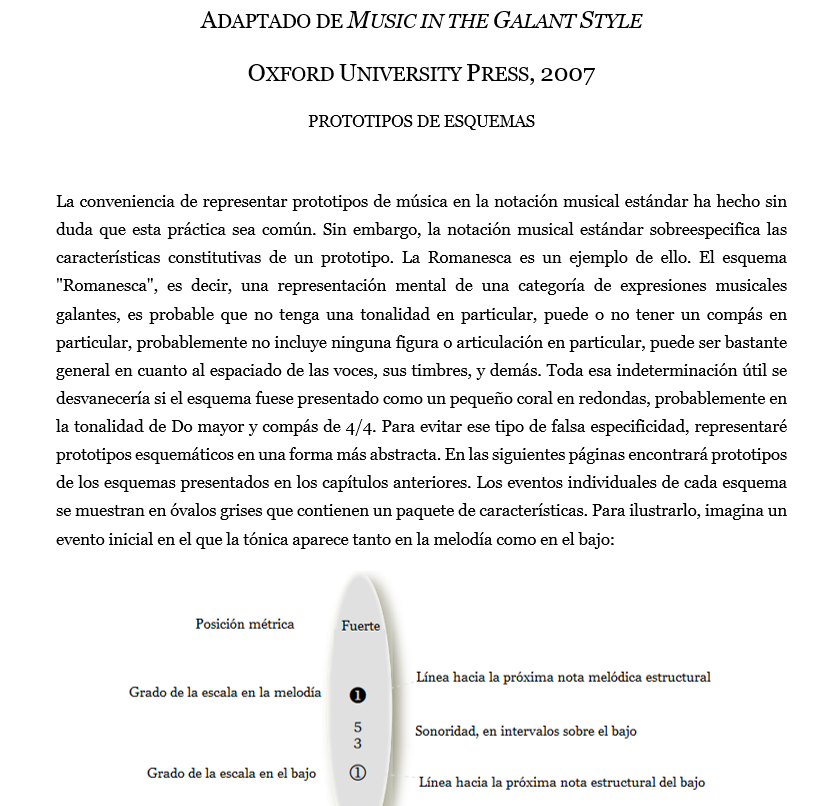 ADAPTADO DE MUSIC IN THE GALANT STYLE
OXFORD UNIVERSITY PRESS, 2007
PROTOTIPOS DE ESQUEMAS
La conveniencia de representar prototipos de música en la notación musical estándar ha hecho sin
duda que esta práctica sea común. Sin embargo, la notación musical estándar sobreespecifica las
características constitutivas de un prototipo. La Romanesca es un ejemplo de ello. El esquema
"Romanesca", es decir, una representación mental de una categoría de expresiones musicales
galantes, es probable que no tenga una tonalidad en particular, puede o no tener un compás en
particular, probablemente no incluye ninguna figura o articulación en particular, puede ser bastante
general en cuanto al espaciado de las voces, sus timbres, y demás. Toda esa indeterminación útil se
desvanecería si el esquema fuese presentado como un pequeño coral en redondas, probablemente en
la tonalidad de Do mayor y compás de 4/4. Para evitar ese tipo de falsa especificidad, representaré
prototipos esquemáticos en una forma más abstracta. En las siguientes páginas encontrará prototipos
de los esquemas presentados en los capítulos anteriores. Los eventos individuales de cada esquema
se muestran en óvalos grises que contienen un paquete de características. Para ilustrarlo, imagina un
evento inicial en el que la tónica aparece tanto en la melodía como en el bajo:
Posición métrica
Fuerte
Línea hacia la próxima nota melódica estructural
Grado de la escala en la melodía
❶
5
3
Sonoridad, en intervalos sobre el bajo
Grado de la escala en el bajo
①
Línea hacia la próxima nota estructural del bajo